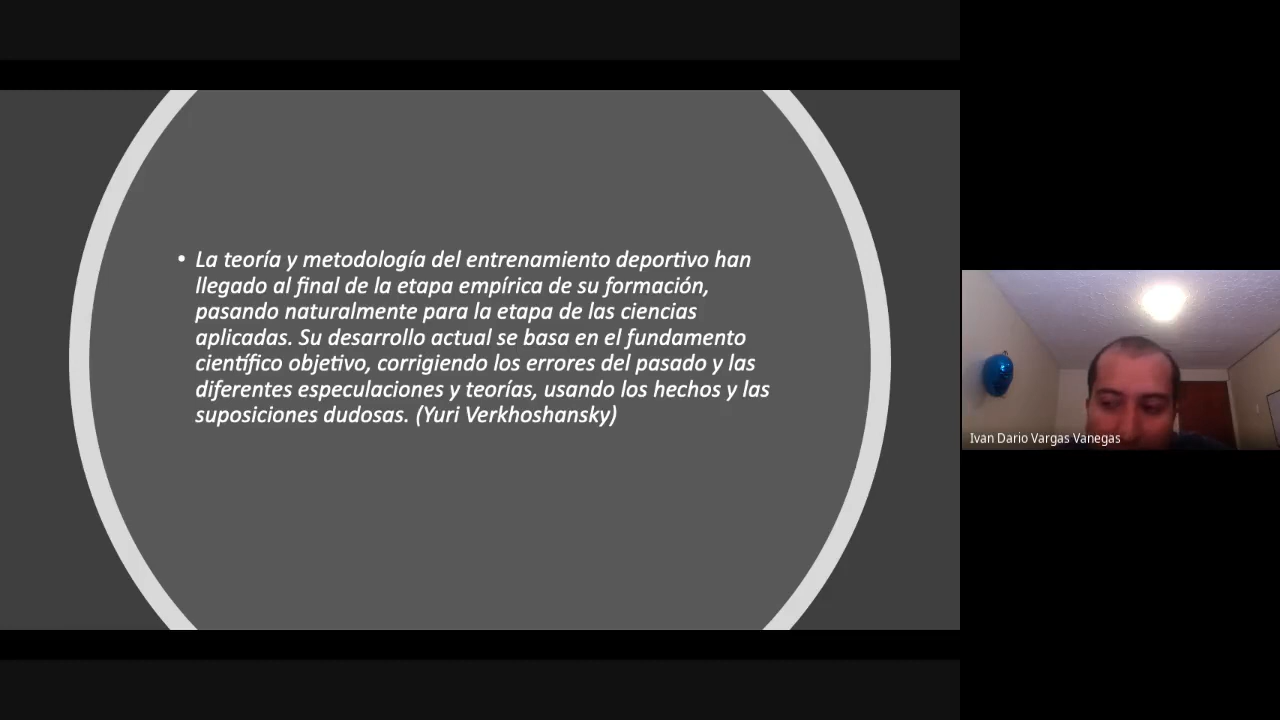 • La teoría y metodología del entrenamiento deportivo han
llegado al final de la etapa empírica de su formación,
pasando naturalmente para la etapa de las ciencias
aplicadas. Su desarrollo actual se basa en el fundamento
científico objetivo, corrigiendo los errores del pasado y las
diferentes especulaciones y teorías, usando los hechos y las
suposiciones dudosas. (Yuri Verkhoshansky)
Ivan Dario Vargas Vanegas